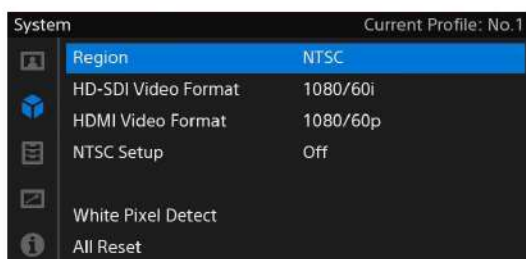 System Current Profile: No.1
Region NTSC
HD-SDI Video Format 1080/60i
HDMI Video Format 1080/60p
NTSC Setup Off
White Pixel Detect
All Reset